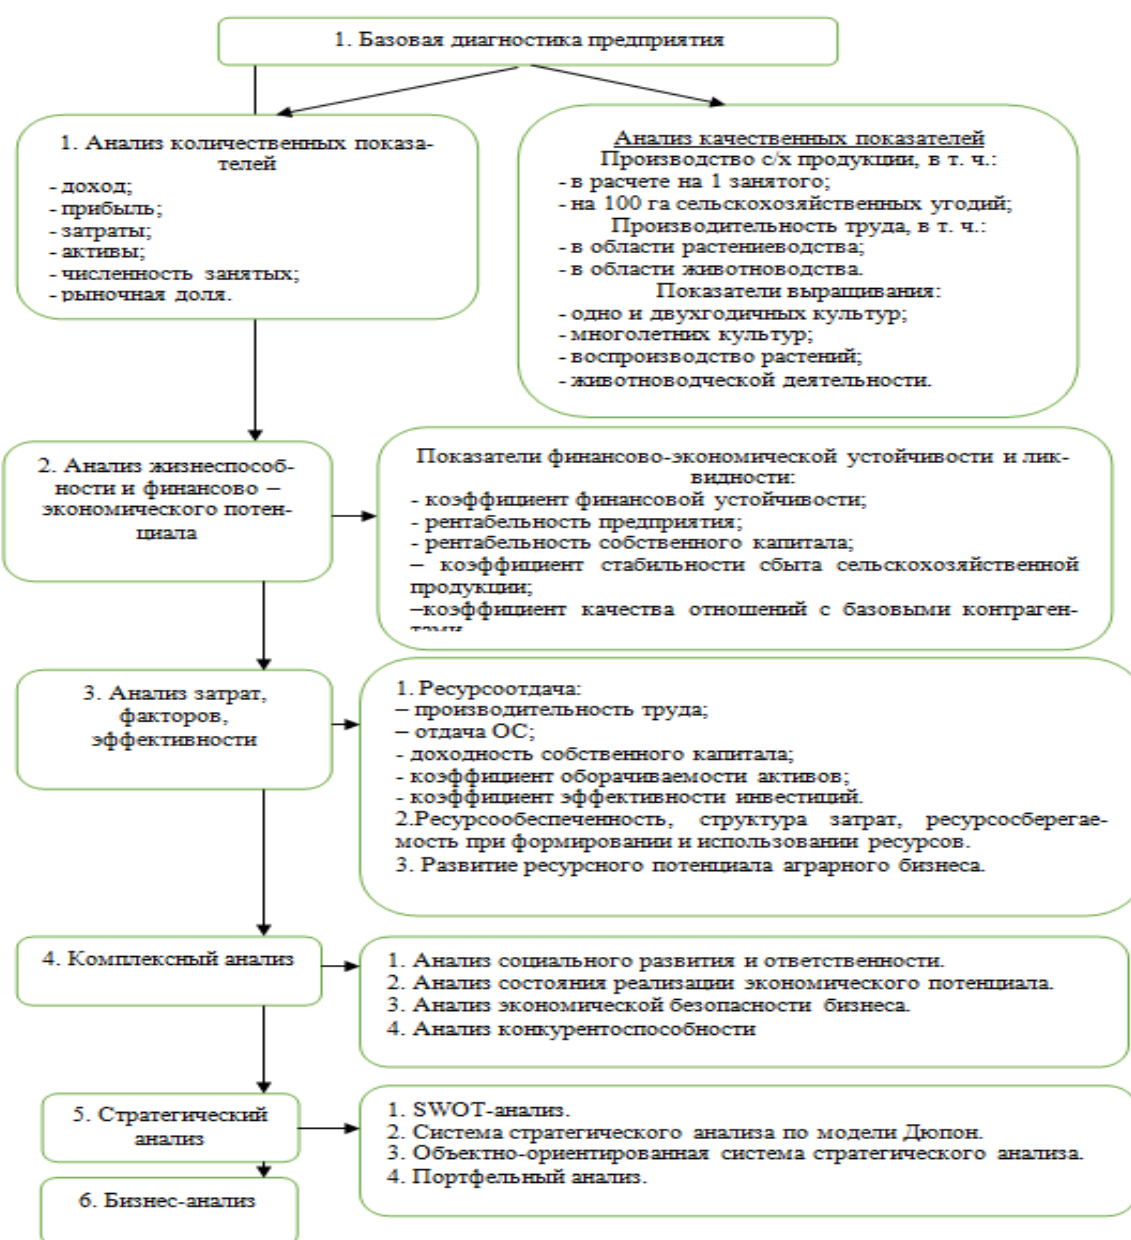 1. Базовая диагностика предприятия
1. Анализ количественных показа-
телей
- доход;
- прибыль;
- затраты;
- активы;
- численность занятых;
- рыночная доля.
Анализ качественных показателей
Производство с/х продукции, в т. ч.:
- в расчете на 1 занятого;
- на 100 га сельскохозяйственных угодий;
Производительность труда, в т. ч.:
- в области растениеводства;
- в области животноводства.
Показатели выращивания:
- одно и двухгодичных культур;
- многолетних культур;
- воспроизводство растений;
- животноводческой деятельности.
2. Анализ жизнеспособ-
ности и финансово –
экономического потен-
циала
Показатели финансово-экономической устойчивости и лик-
видности:
- коэффициент финансовой устойчивости;
- рентабельность предприятия;
- рентабельность собственного капитала;
– коэффициент стабильности сбыта сельскохозяйственной
продукции;
–коэффициент качества отношений с базовыми контраген-
тами
3. Анализ затрат,
факторов,
эффективности
1. Ресурсоотдача:
– производительность труда;
– отдача ОС;
- доходность собственного капитала;
- коэффициент оборачиваемости активов;
- коэффициент эффективности инвестиций.
2.Ресурсообеспеченность, структура затрат, ресурсосберегае-
мость при формировании и использовании ресурсов.
3. Развитие ресурсного потенциала аграрного бизнеса.
4. Комплексный анализ
1. Анализ социального развития и ответственности.
2. Анализ состояния реализации экономического потенциала.
3. Анализ экономической безопасности бизнеса.
4. Анализ конкурентоспособности
5. Стратегический
анализ
1. SWOT-анализ.
2. Система стратегического анализа по модели Дюпон.
3. Объектно-ориентированная система стратегического анализа.
4. Портфельный анализ.
6. Бизнес-анализ